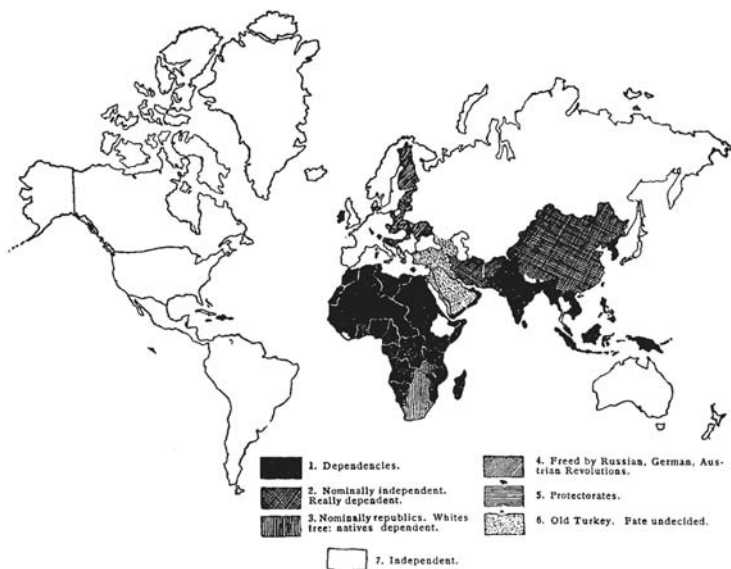 1. Dependencies.
2. Nominally independent.
Really dependent.
3. Nominally republics. Whites
free: natives dependent.
4. Freed by Russian, German, Aus-
trian Revolutions.
5. Protectorates.
6. Old Turkey. Fate undecided.
7. Independent.